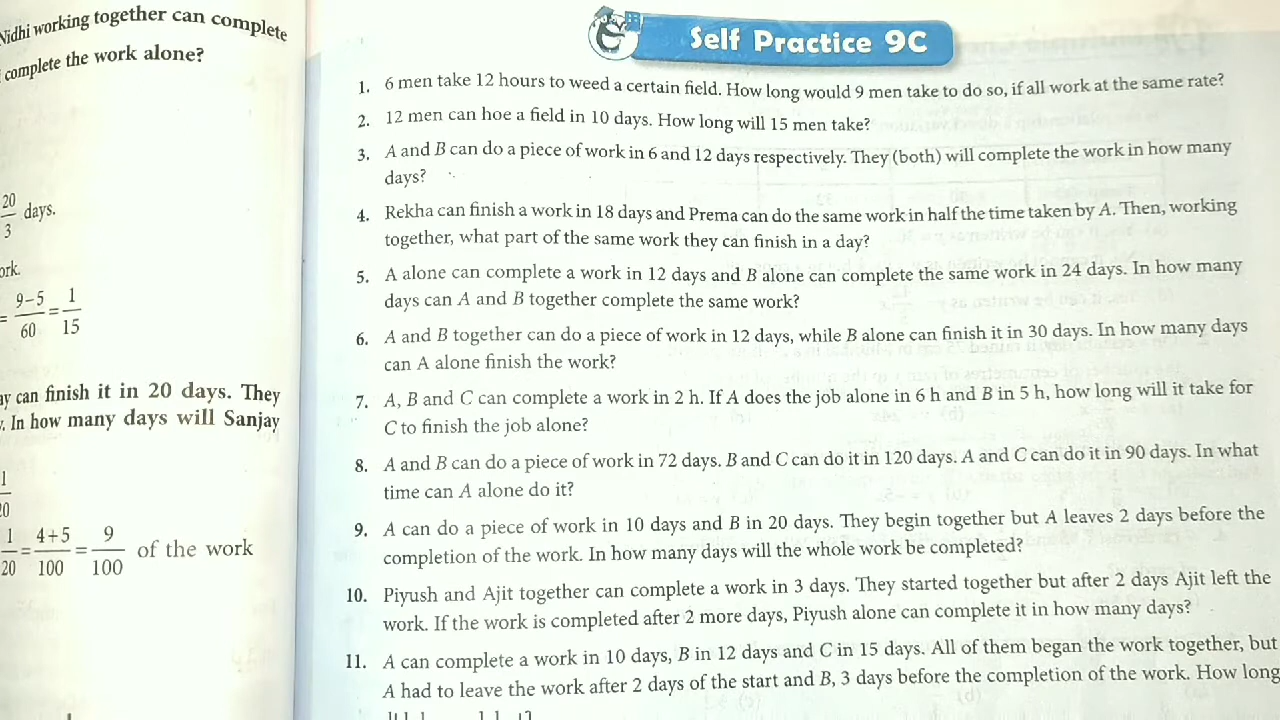 Nidhi working together can complete
complete the work alone?
20
3
days.
ork.
= 9-5 = 1
60 15
ay can finish it in 20 days. They
. In how many days will Sanjay
1
20
1 = 4+5 = 9 of the work
20 100 100
Self Practice 9C
1. 6 men take 12 hours to weed a certain field. How long would 9 men take to do so, if all work at the same rate?
2. 12 men can hoe a field in 10 days. How long will 15 men take?
3. A and B can do a piece of work in 6 and 12 days respectively. They (both) will complete the work in how many
days?
4. Rekha can finish a work in 18 days and Prema can do the same work in half the time taken by A. Then, working
together, what part of the same work they can finish in a day?
5. A alone can complete a work in 12 days and B alone can complete the same work in 24 days. In how many
days can A and B together complete the same work?
6. A and B together can do a piece of work in 12 days, while B alone can finish it in 30 days. In how many days
can A alone finish the work?
7. A, B and C can complete a work in 2 h. If A does the job alone in 6 h and B in 5 h, how long will it take for
C to finish the job alone?
8. A and B can do a piece of work in 72 days. B and C can do it in 120 days. A and C can do it in 90 days. In what
time can A alone do it?
9. A can do a piece of work in 10 days and B in 20 days. They begin together but A leaves 2 days before the
completion of the work. In how many days will the whole work be completed?
10. Piyush and Ajit together can complete a work in 3 days. They started together but after 2 days Ajit left the
work. If the work is completed after 2 more days, Piyush alone can complete it in how many days?
11. A can complete a work in 10 days, B in 12 days and C in 15 days. All of them began the work together, but
A had to leave the work after 2 days of the start and B, 3 days before the completion of the work. How long